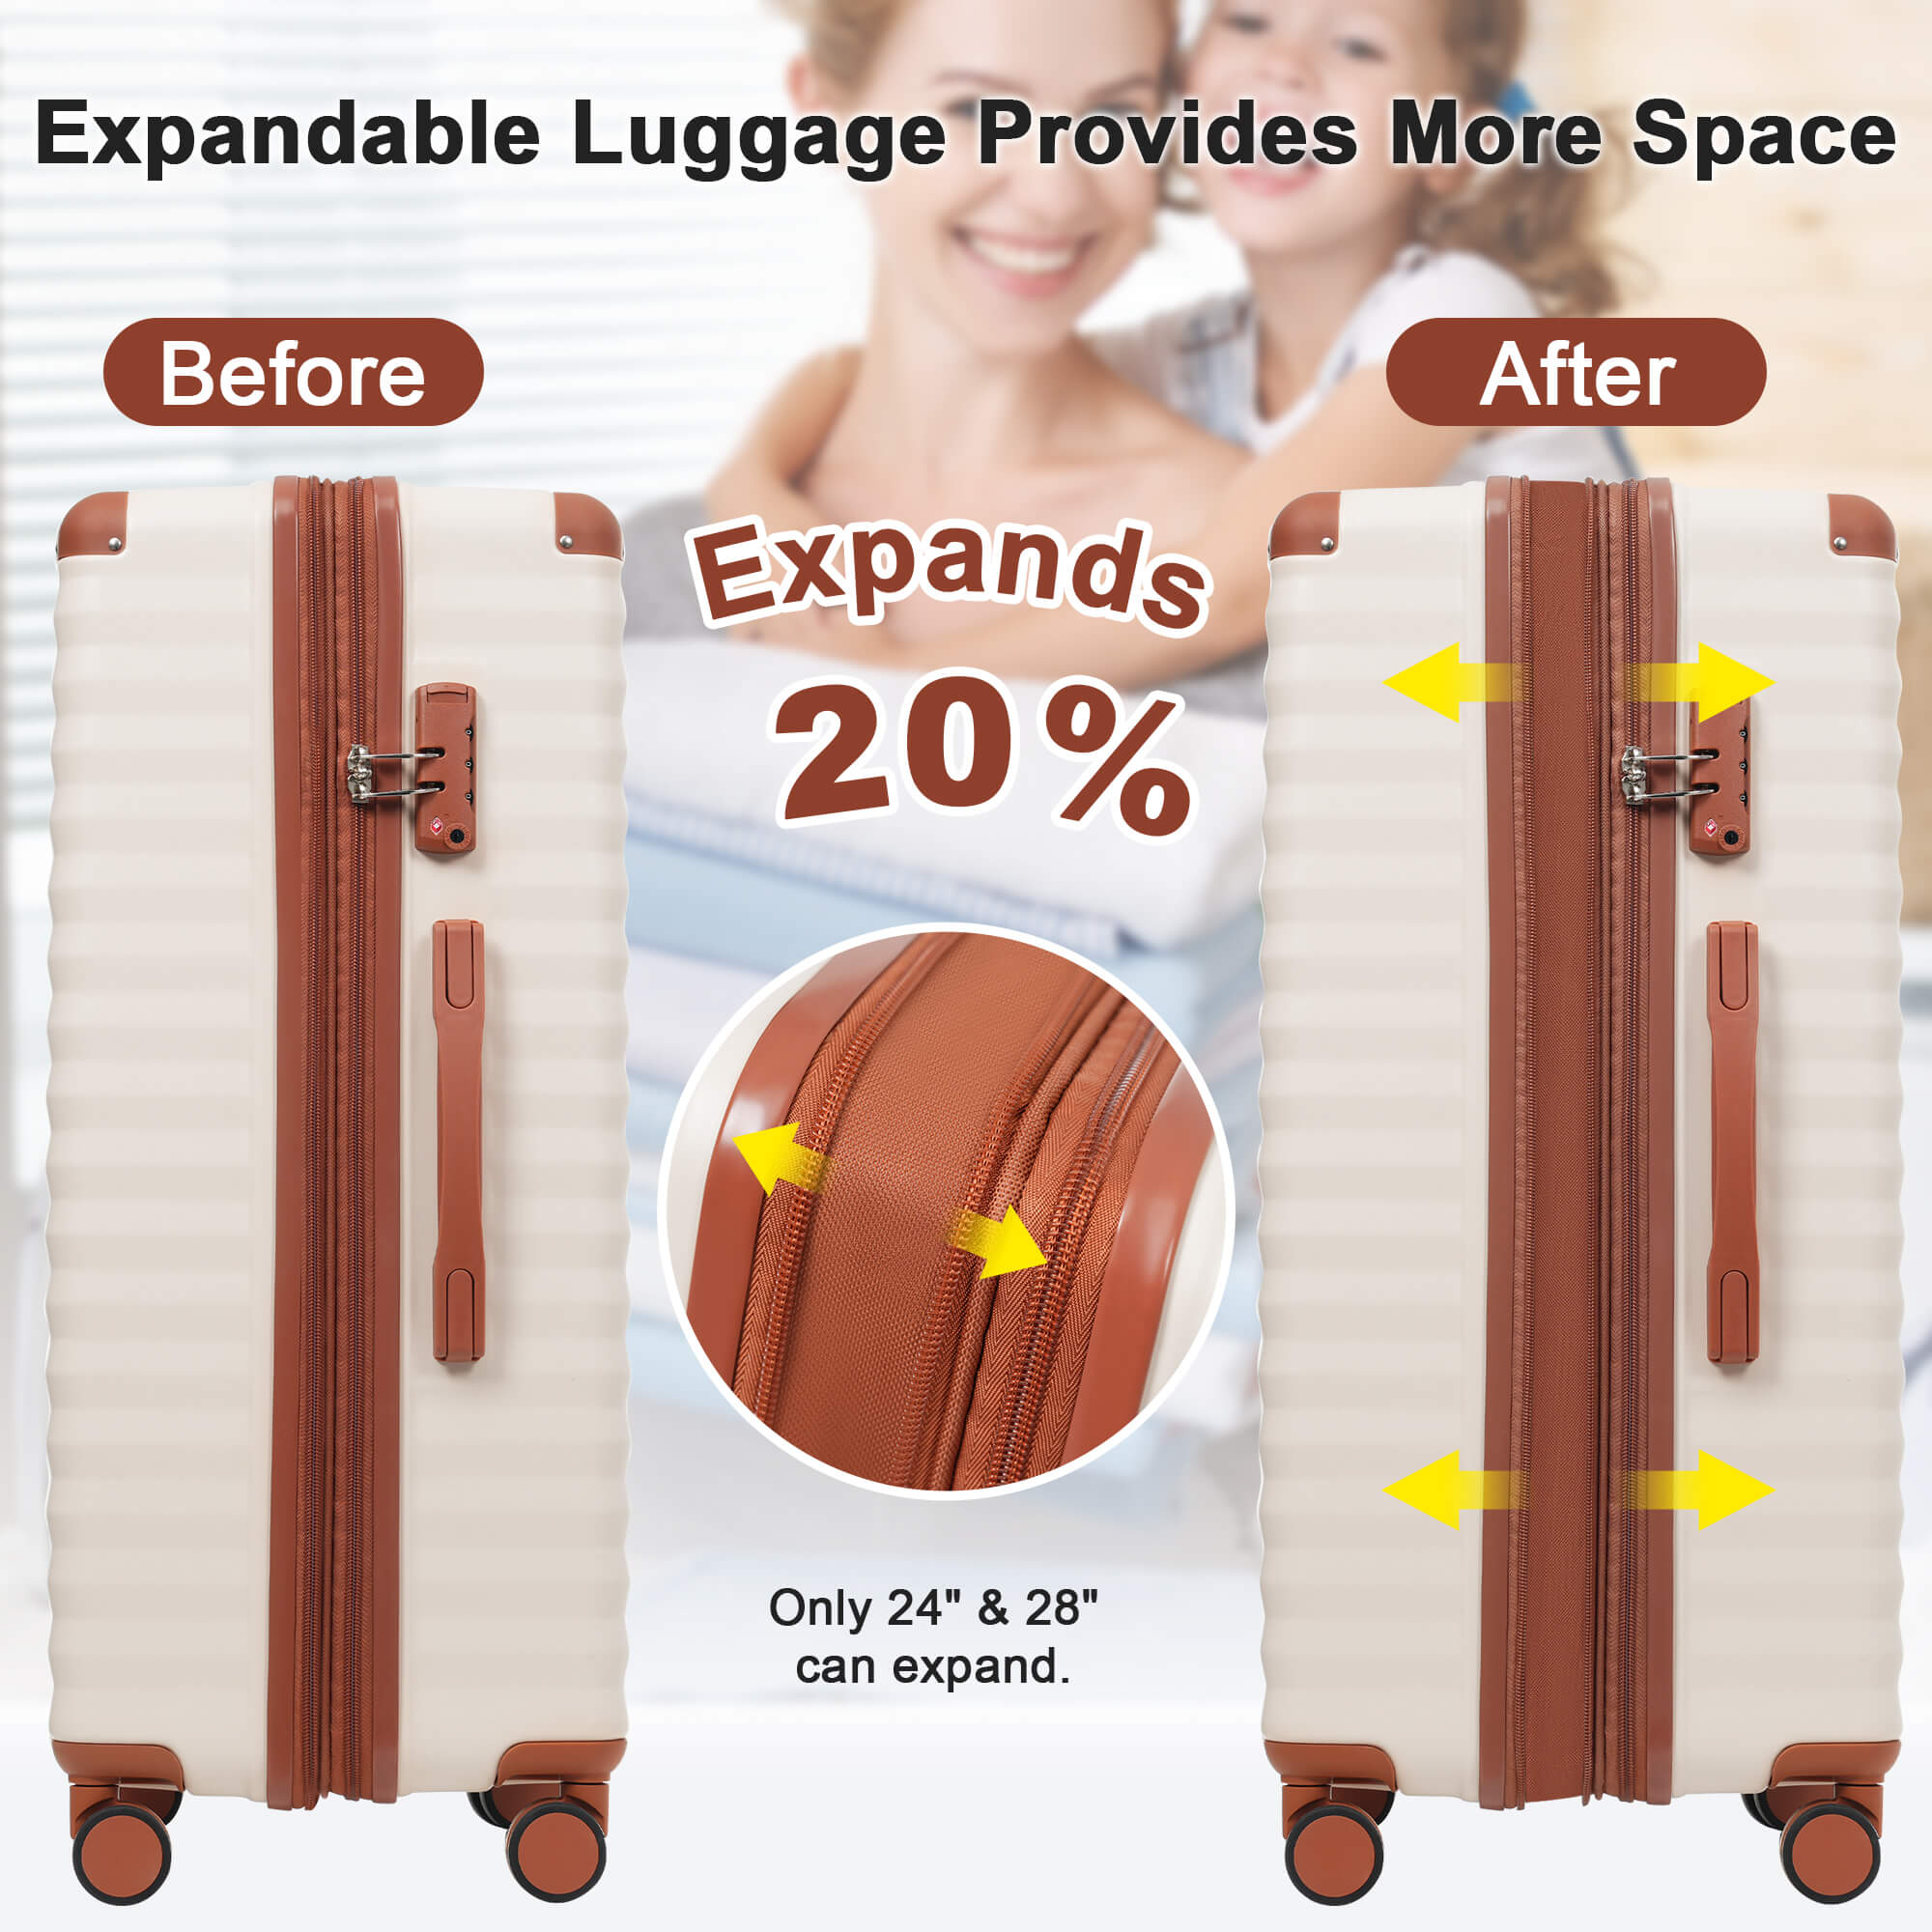 Expandable Luggage Provides More Space
Before
After
Expands
20%
Only 24" & 28"
can expand.